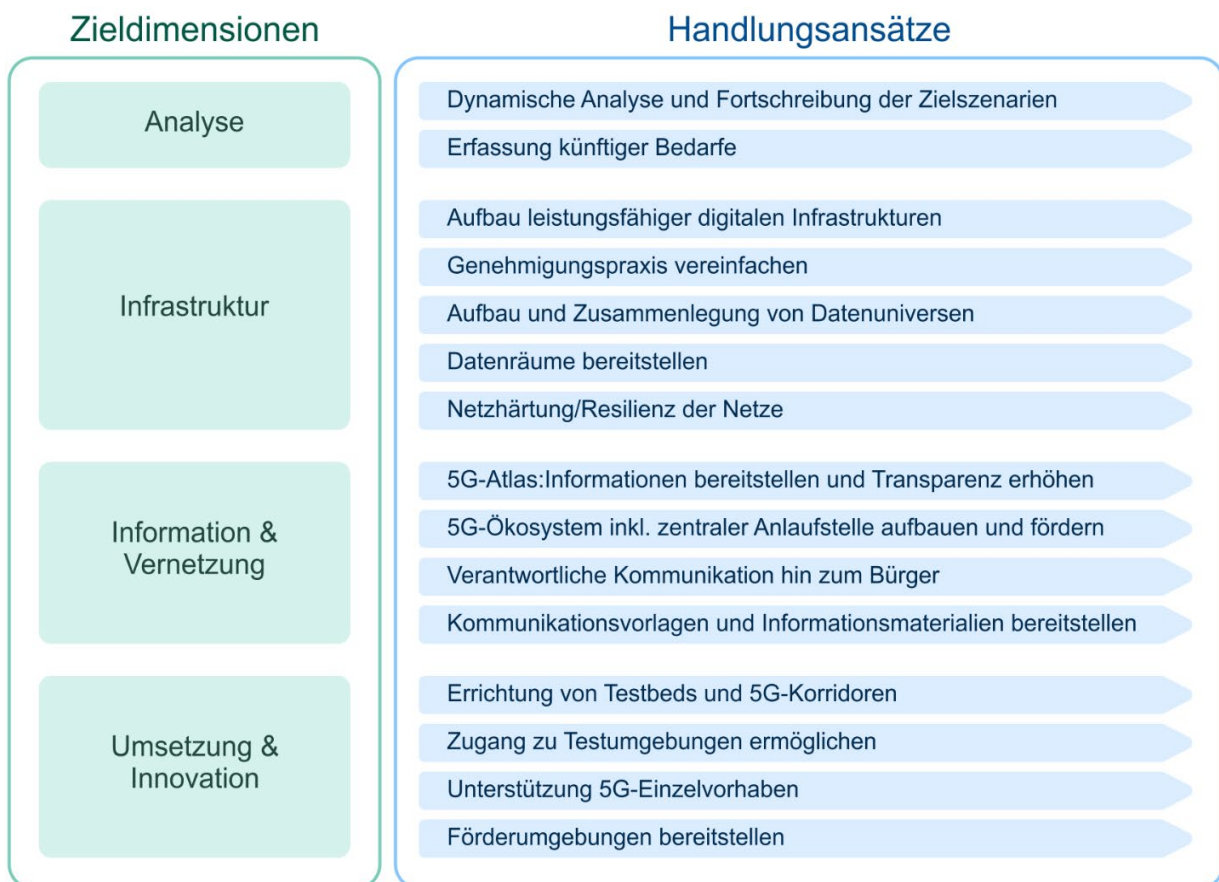 Zieldimensionen
Handlungsansätze
Analyse
Dynamische Analyse und Fortschreibung der Zielszenarien
Erfassung künftiger Bedarfe
Infrastruktur
Aufbau leistungsfähiger digitalen Infrastrukturen
Genehmigungspraxis vereinfachen
Aufbau und Zusammenlegung von Datenuniversen
Datenräume bereitstellen
Netzhärtung/Resilienz der Netze
Information &
Vernetzung
5G-Atlas:Informationen bereitstellen und Transparenz erhöhen
5G-Ökosystem inkl. zentraler Anlaufstelle aufbauen und fördern
Verantwortliche Kommunikation hin zum Bürger
Kommunikationsvorlagen und Informationsmaterialien bereitstellen
Umsetzung &
Innovation
Errichtung von Testbeds und 5G-Korridoren
Zugang zu Testumgebungen ermöglichen
Unterstützung 5G-Einzelvorhaben
Förderumgebungen bereitstellen